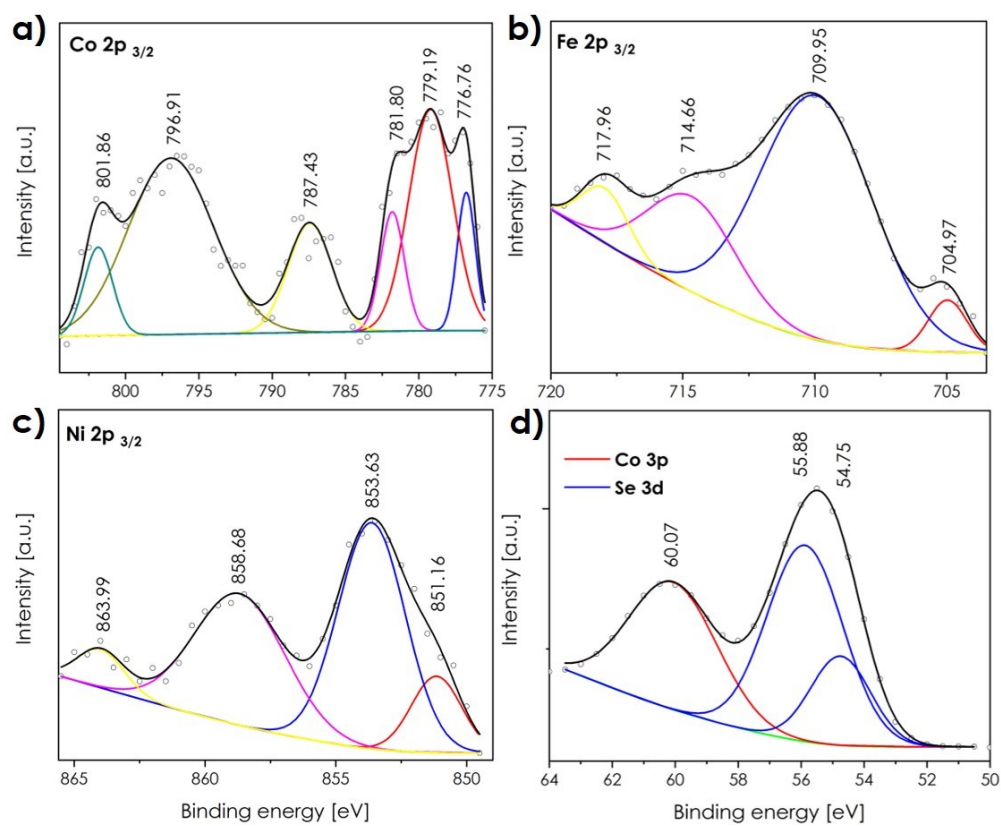 a)
Co 2p 3/2
801.86
796.91
787.43
781.80
779.19
776.76
Intensity [a.u.]
800 795 790 785 780 775
b)
Fe 2p 3/2
717.96
714.66
709.95
704.97
Intensity [a.u.]
720 715 710 705
c)
Ni 2p 3/2
863.99
858.68
853.63
851.16
Intensity [a.u.]
865 860 855 850
Binding energy [eV]
d)
Co 3p
Se 3d
60.07
55.88
54.75
Intensity [a.u.]
64 60 58 56 54 52 50
Binding energy [eV]